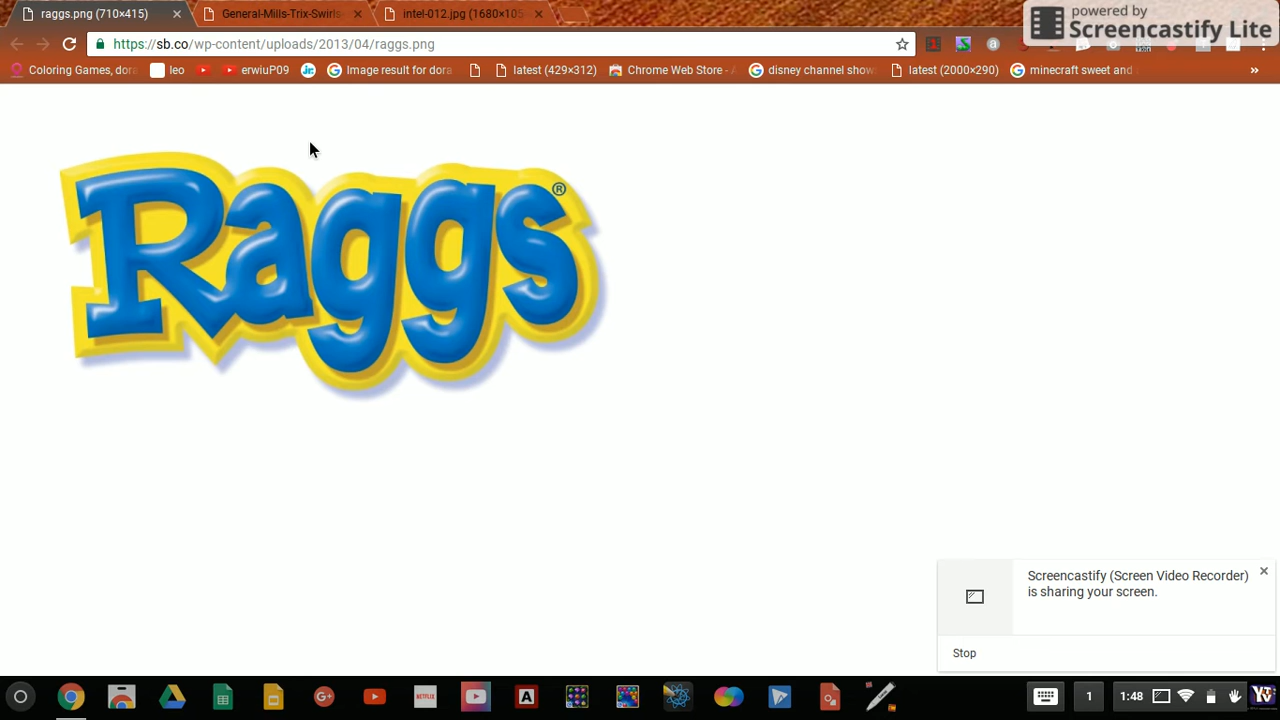 raggs.png (710×415)
General-Mills-Trix-Swirls
intel-012.jpg (1680×105
powered by
Screencastify Lite
https://sb.co/wp-content/uploads/2013/04/raggs.png
Coloring Games, dora
leo
erwiuP09
Jr.
Image result for dora
latest (429×312)
Chrome Web Store - A
disney channel show
latest (2000×290)
minecraft sweet and
»
Raggs®
Screencastify (Screen Video Recorder)
is sharing your screen.
Stop
NETFLIX
1
1:48